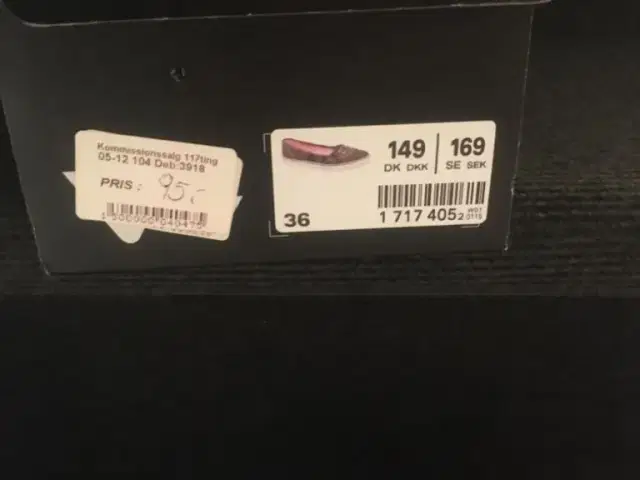 Kommissionssalg 117ting
05-12 104 Deb:3918
PRIS: 95,-
149
DK DKK
169
SE SEK
36
1 717 405 2